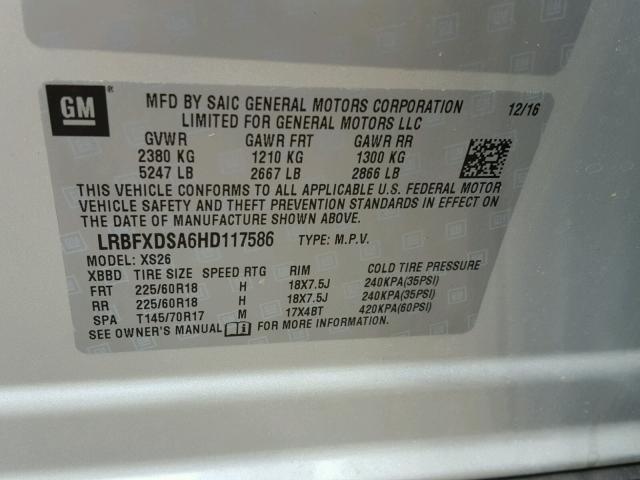 GM ® MFD BY SAIC GENERAL MOTORS CORPORATION 12/16
LIMITED FOR GENERAL MOTORS LLC
GVWR GAWR FRT GAWR RR
2380 KG 1210 KG 1300 KG
5247 LB 2667 LB 2866 LB
THIS VEHICLE CONFORMS TO ALL APPLICABLE U.S. FEDERAL MOTOR
VEHICLE SAFETY AND THEFT PREVENTION STANDARDS IN EFFECT ON
THE DATE OF MANUFACTURE SHOWN ABOVE.
LRBFXDSA6HD117586 TYPE: M.P.V.
MODEL: XS26
XBBD TIRE SIZE SPEED RTG RIM COLD TIRE PRESSURE
FRT 225/60R18 H 18X7.5J 240KPA(35PSI)
RR 225/60R18 H 18X7.5J 240KPA(35PSI)
SPA T145/70R17 M 17X4BT 420KPA(60PSI)
SEE OWNER'S MANUAL FOR MORE INFORMATION